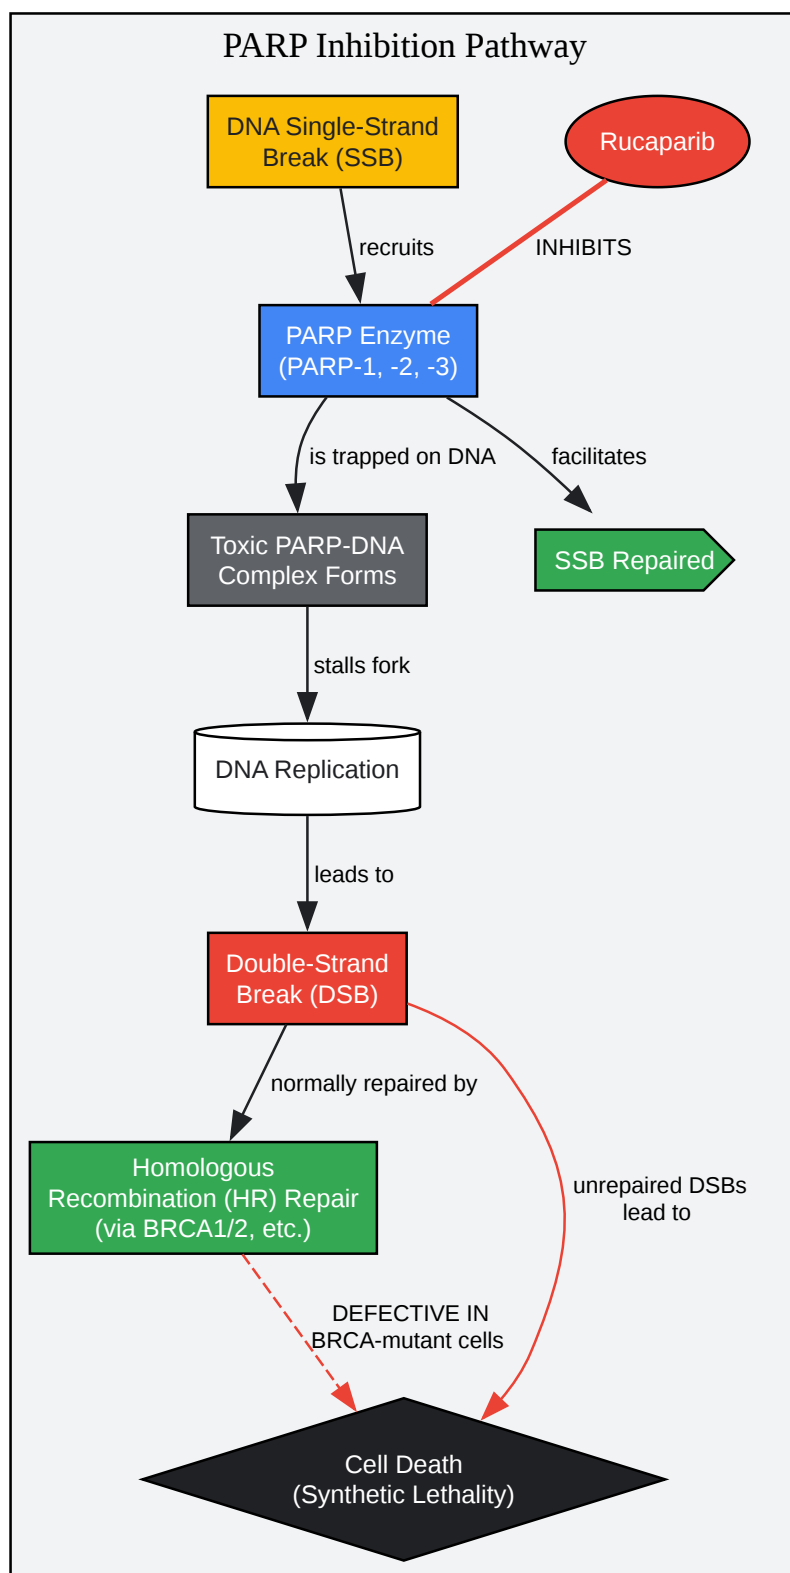 PARP Inhibition Pathway
DNA Single-Strand
Break (SSB)
Rucaparib
recruits
INHIBITS
PARP Enzyme
(PARP-1, -2, -3)
is trapped on DNA
facilitates
Toxic PARP-DNA
Complex Forms
SSB Repaired
stalls fork
DNA Replication
leads to
Double-Strand
Break (DSB)
normally repaired by
Homologous
Recombination (HR) Repair
(via BRCA1/2, etc.)
unrepaired DSBs
lead to
DEFECTIVE IN
BRCA-mutant cells
Cell Death
(Synthetic Lethality)